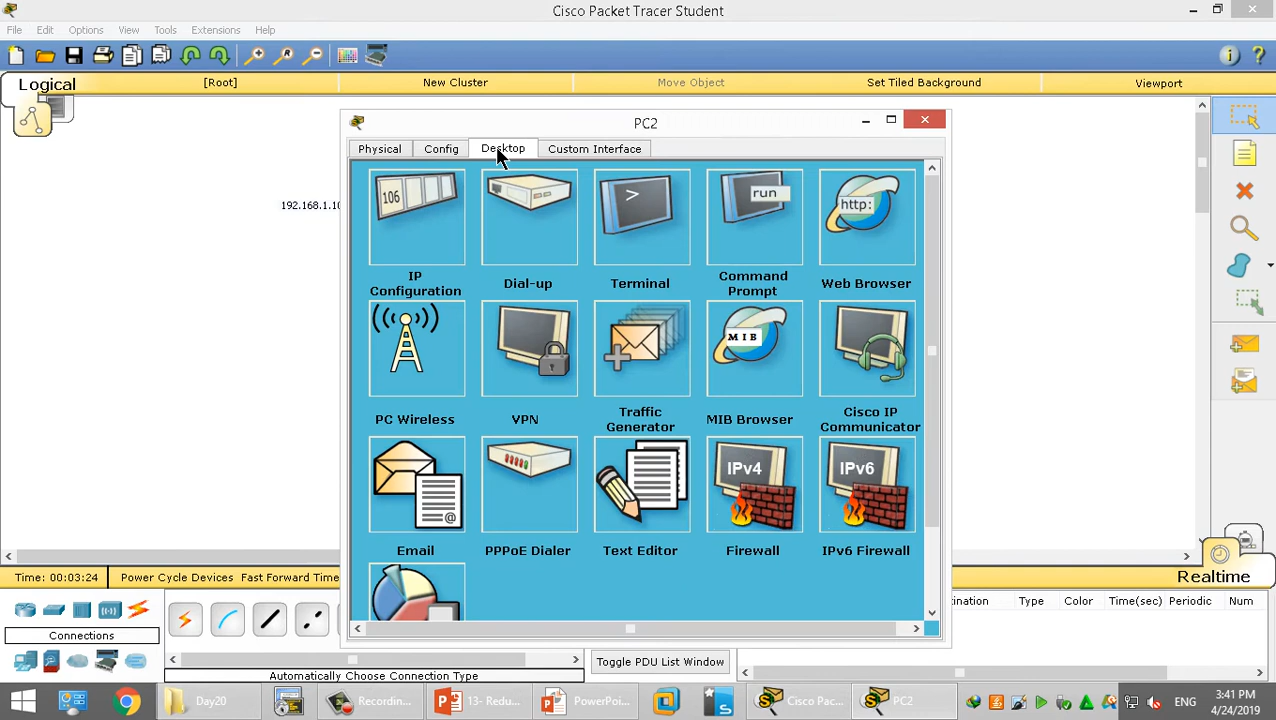 Cisco Packet Tracer Student
File Edit Options View Tools Extensions Help
Logical [Root] New Cluster Move Object Set Tiled Background Viewport
PC2
Physical Config Desktop Custom Interface
192.168.1.10
106
>
run
http:
IP Configuration
Dial-up
Terminal
Command Prompt
Web Browser
MIB
PC Wireless
VPN
Traffic Generator
MIB Browser
Cisco IP Communicator
@
IPv4
IPv6
Email
PPPoE Dialer
Text Editor
Firewall
IPv6 Firewall
Time: 00:03:24 Power Cycle Devices Fast Forward Time
Realtime
Connections
Type Color Time(sec) Periodic Num
Automatically Choose Connection Type
Toggle PDU List Window
Day20
Recordin...
13- Redu...
PowerPoi...
Cisco Pac...
PC2
ENG
3:41 PM
4/24/2019